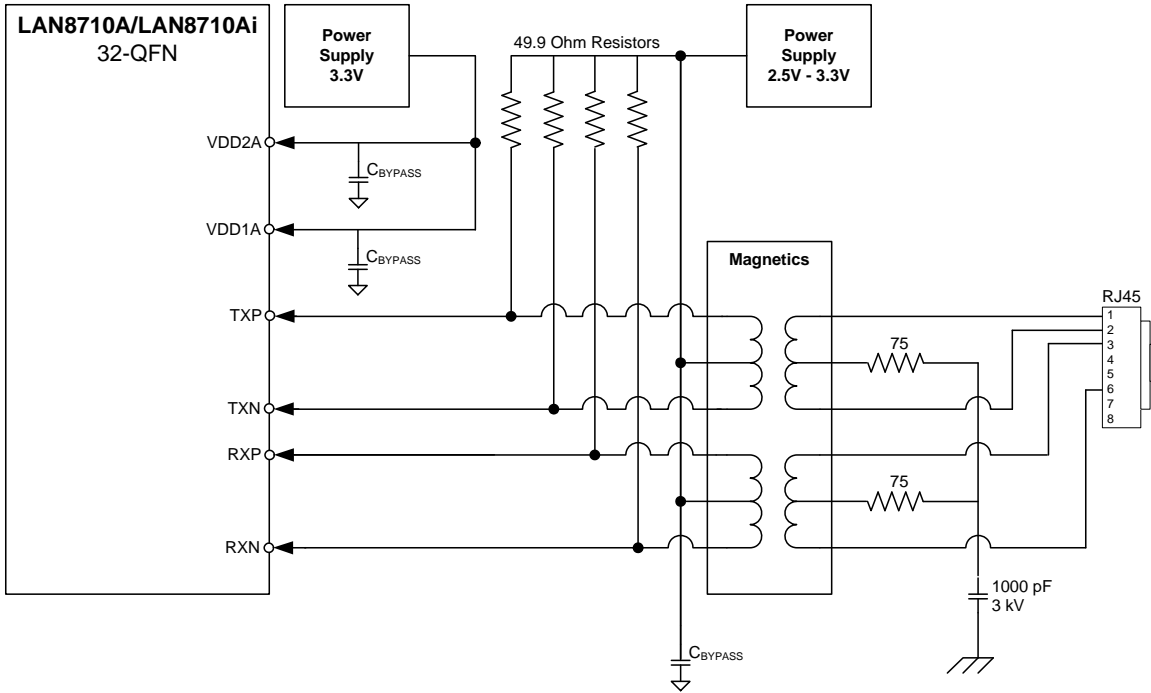 LAN8710A/LAN8710Ai
32-QFN
Power
Supply
3.3V
49.9 Ohm Resistors
Power
Supply
2.5V - 3.3V
VDD2A
CBYPASS
VDD1A
CBYPASS
Magnetics
TXP
RJ45
1
2
3
4
5
6
7
8
75
TXN
RXP
75
RXN
1000 pF
3 kV
CBYPASS